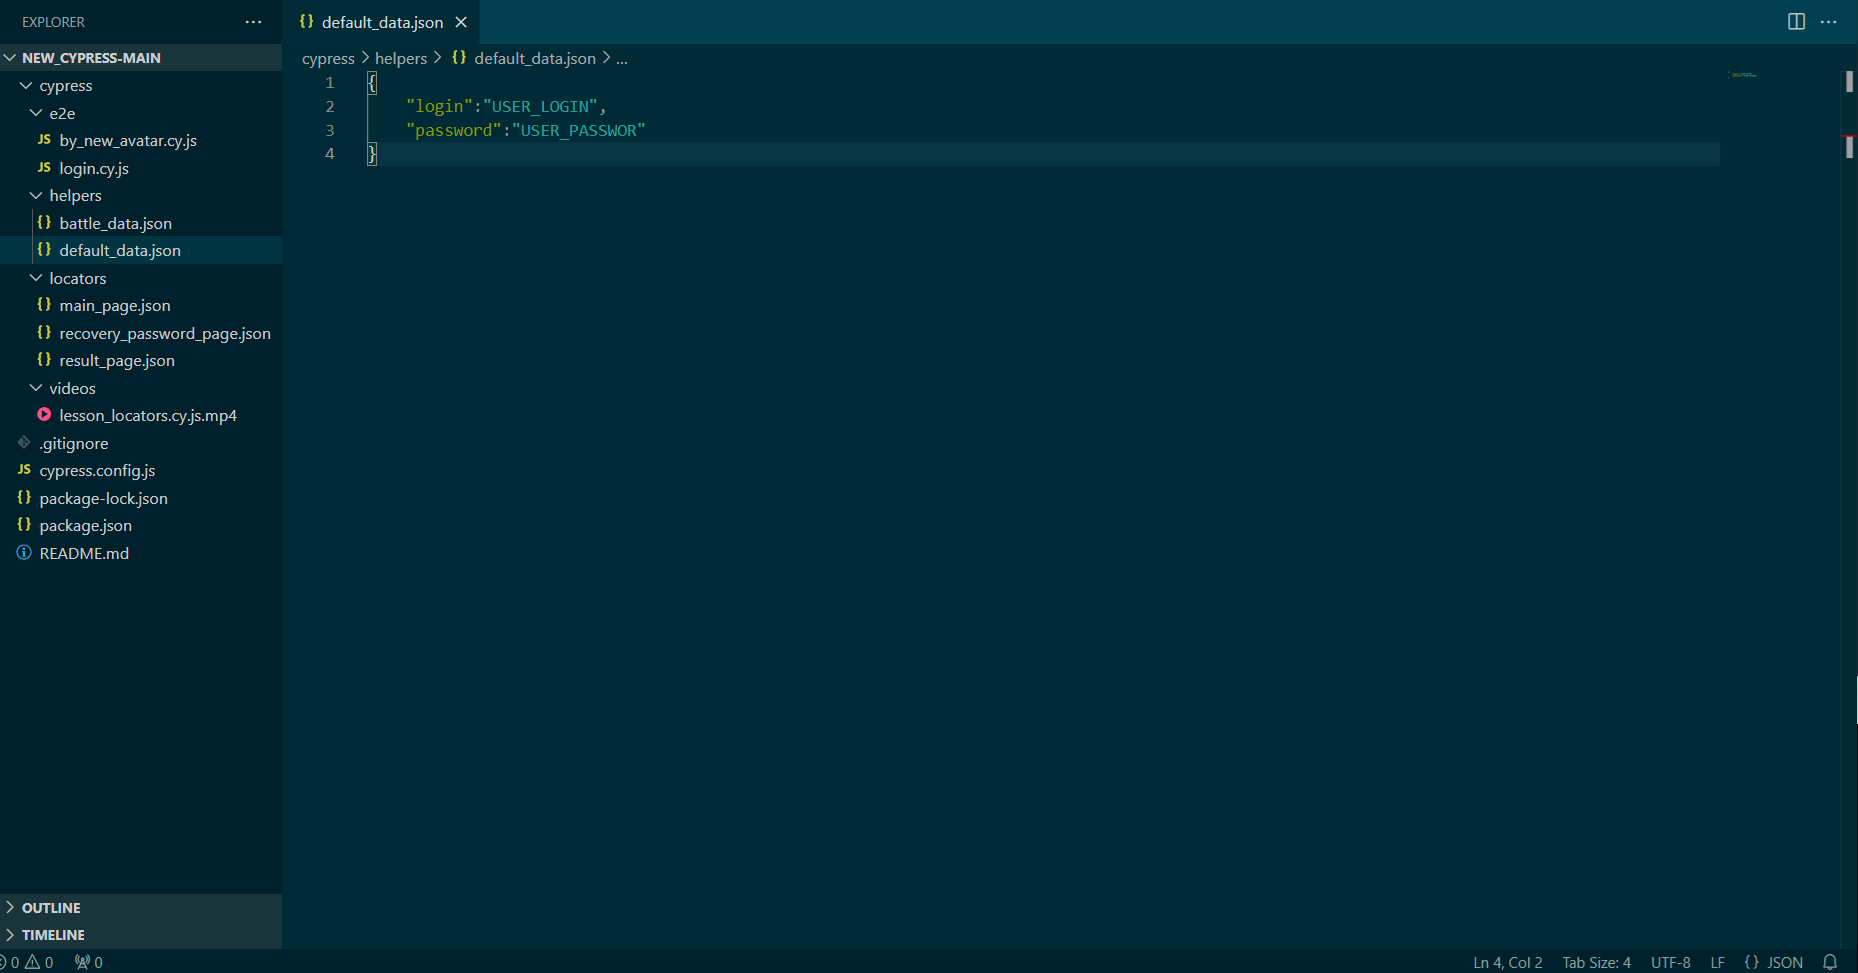 EXPLORER
NEW_CYPRESS-MAIN
cypress
e2e
JS by_new_avatar.cy.js
JS login.cy.js
helpers
{} battle_data.json
{} default_data.json
locators
{} main_page.json
{} recovery_password_page.json
{} result_page.json
videos
lesson_locators.cy.js.mp4
.gitignore
JS cypress.config.js
{} package-lock.json
{} package.json
README.md
OUTLINE
TIMELINE
{} default_data.json
cypress > helpers > {} default_data.json > ...
1 {
2 "login":"USER_LOGIN",
3 "password":"USER_PASSWOR"
4 }
0 0 0
Ln 4, Col 2 Tab Size: 4 UTF-8 LF {} JSON